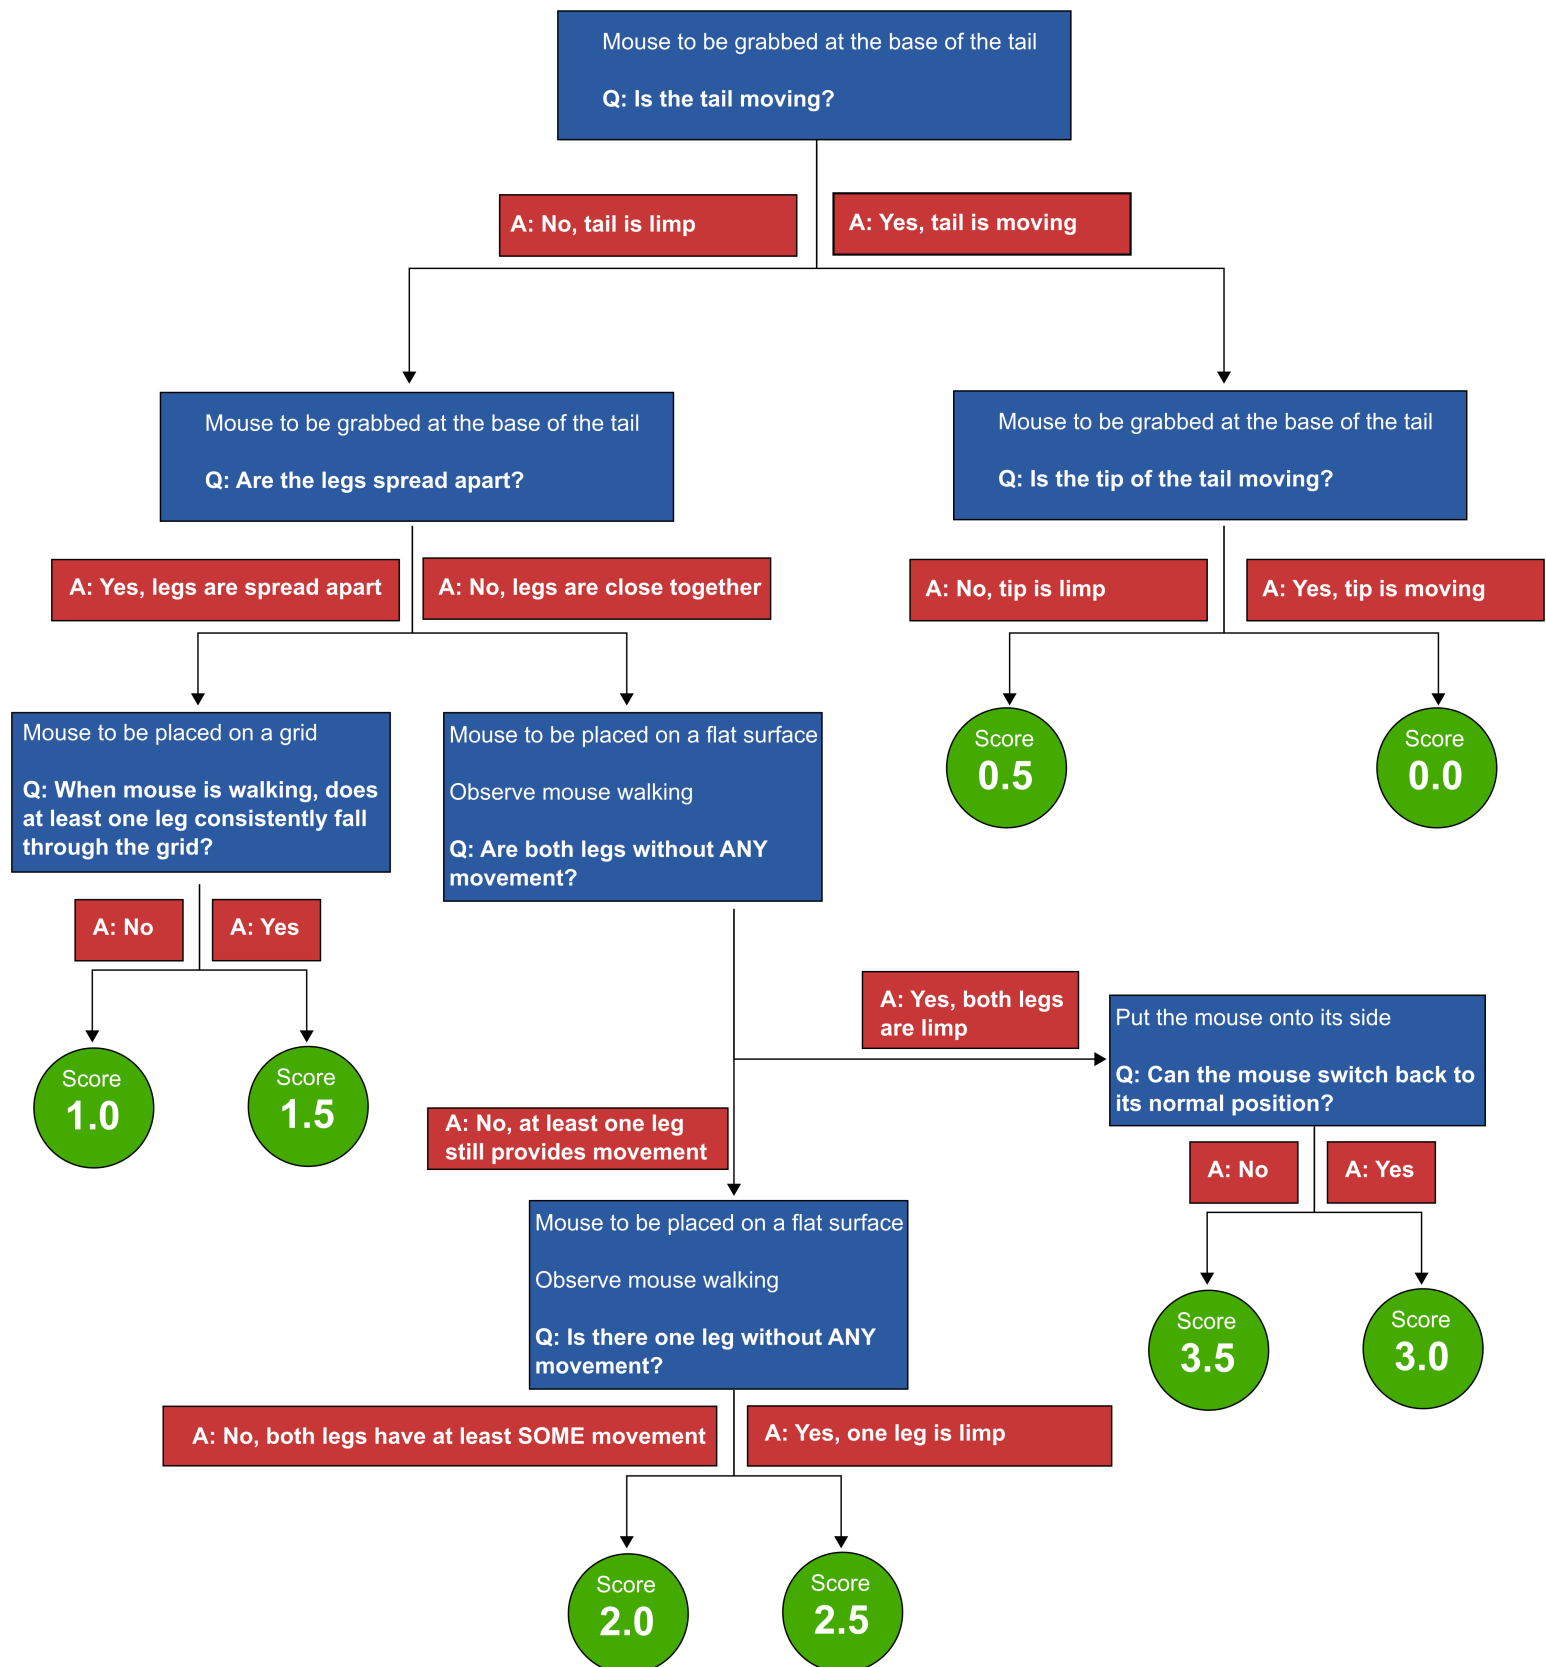 Mouse to be grabbed at the base of the tail
Q: Is the tail moving?
A: No, tail is limp
A: Yes, tail is moving
Mouse to be grabbed at the base of the tail
Q: Are the legs spread apart?
Mouse to be grabbed at the base of the tail
Q: Is the tip of the tail moving?
A: Yes, legs are spread apart
A: No, legs are close together
A: No, tip is limp
A: Yes, tip is moving
Mouse to be placed on a grid
Q: When mouse is walking, does
at least one leg consistently fall
through the grid?
Mouse to be placed on a flat surface
Observe mouse walking
Q: Are both legs without ANY
movement?
Score
0.5
Score
0.0
A: No
A: Yes
Score
1.0
Score
1.5
A: Yes, both legs
are limp
Put the mouse onto its side
Q: Can the mouse switch back to
its normal position?
A: No, at least one leg
still provides movement
A: No
A: Yes
Mouse to be placed on a flat surface
Observe mouse walking
Q: Is there one leg without ANY
movement?
Score
3.5
Score
3.0
A: No, both legs have at least SOME movement
A: Yes, one leg is limp
Score
2.0
Score
2.5